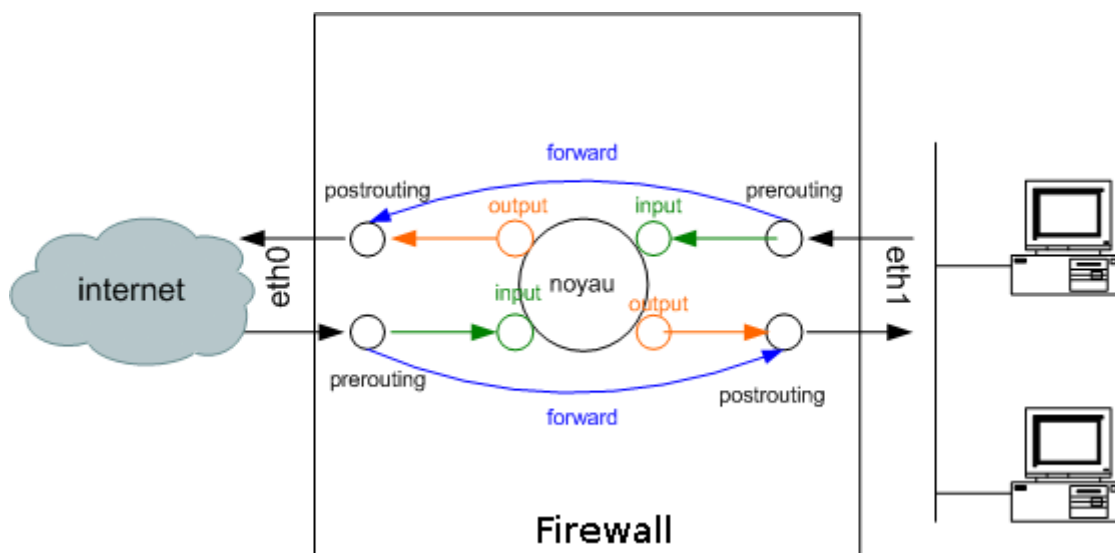 forward
postrouting
prerouting
output
input
internet
eth0
noyau
eth1
input
output
prerouting
postrouting
forward
Firewall